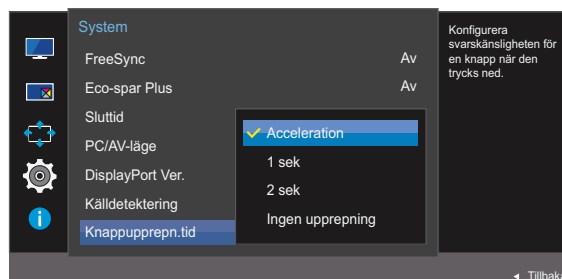 System
FreeSync Av
Eco-spar Plus Av
Sluttid
PC/AV-läge
DisplayPort Ver.
Källdetektering
Knappupprepn.tid
Acceleration
1 sek
2 sek
Ingen upprepning
Konfigurera
svarskänsligheten för
en knapp när den
trycks ned.
Tillbaka